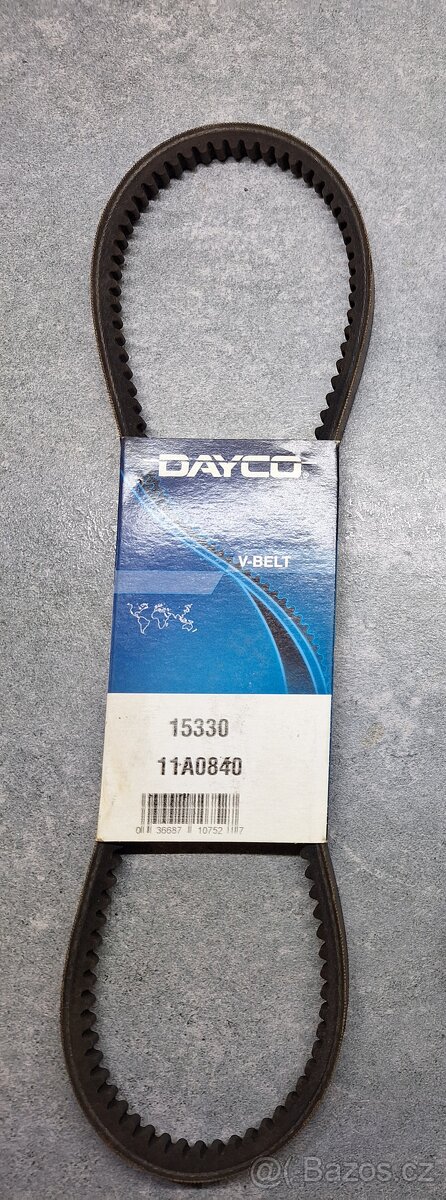 DAYCO
V-BELT
15330
11A0840
0 36687 10752 7
@( Bazos.cz